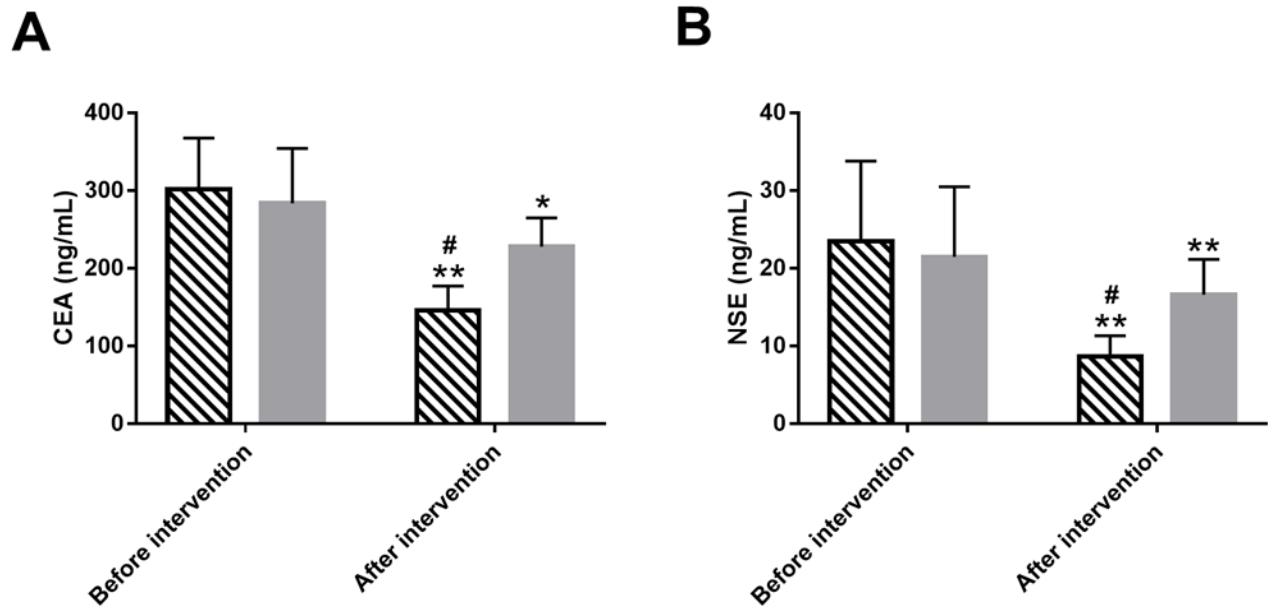 A
CEA (ng/mL)
400
300
200
100
0
#
**
*
Before intervention
After intervention
B
NSE (ng/mL)
40
30
20
10
0
#
**
**
Before intervention
After intervention